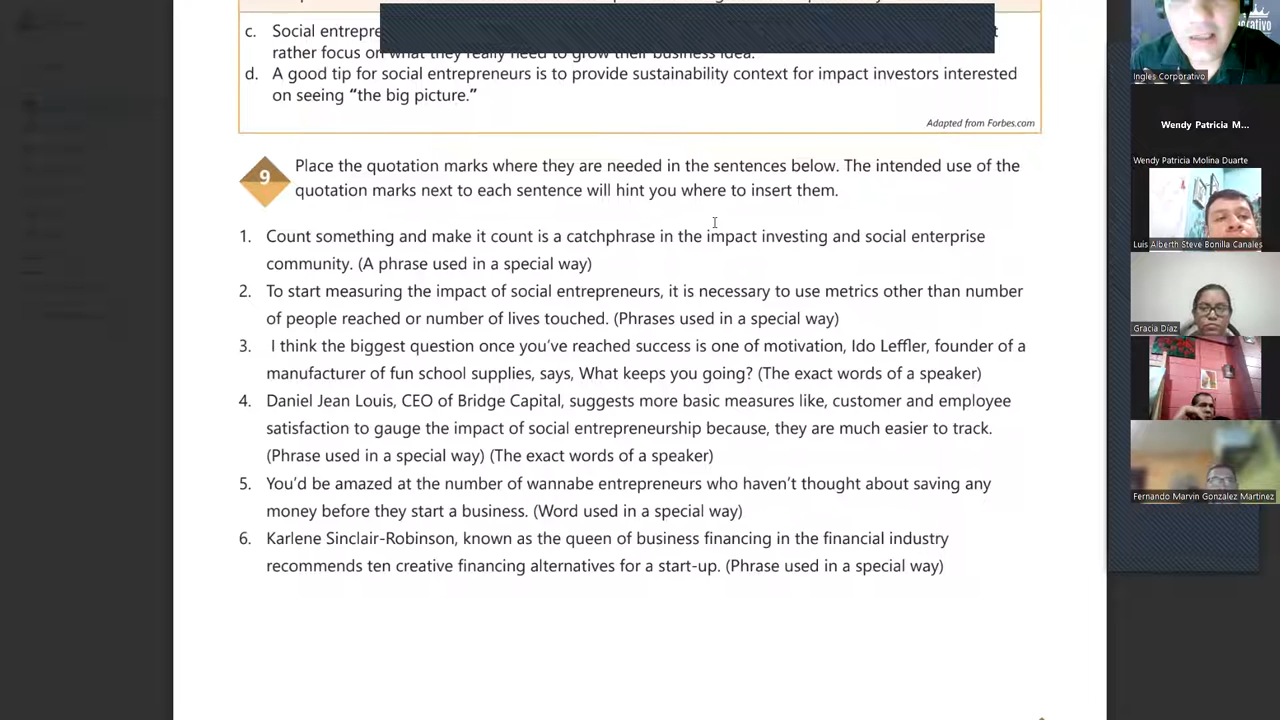 c. Social entrepre
rather focus on what they really need to grow their business idea.
d. A good tip for social entrepreneurs is to provide sustainability context for impact investors interested
on seeing “the big picture.”
Adapted from Forbes.com
9 Place the quotation marks where they are needed in the sentences below. The intended use of the
quotation marks next to each sentence will hint you where to insert them.
1. Count something and make it count is a catchphrase in the impact investing and social enterprise
community. (A phrase used in a special way)
2. To start measuring the impact of social entrepreneurs, it is necessary to use metrics other than number
of people reached or number of lives touched. (Phrases used in a special way)
3. I think the biggest question once you’ve reached success is one of motivation, Ido Leffler, founder of a
manufacturer of fun school supplies, says, What keeps you going? (The exact words of a speaker)
4. Daniel Jean Louis, CEO of Bridge Capital, suggests more basic measures like, customer and employee
satisfaction to gauge the impact of social entrepreneurship because, they are much easier to track.
(Phrase used in a special way) (The exact words of a speaker)
5. You’d be amazed at the number of wannabe entrepreneurs who haven’t thought about saving any
money before they start a business. (Word used in a special way)
6. Karlene Sinclair-Robinson, known as the queen of business financing in the financial industry
recommends ten creative financing alternatives for a start-up. (Phrase used in a special way)
Ingles Corporativo
Wendy Patricia M...
Wendy Patricia Molina Duarte
Luis Alberth Steve Bonilla Canales
Gracia Díaz
Fernando Marvin Gonzalez Martinez